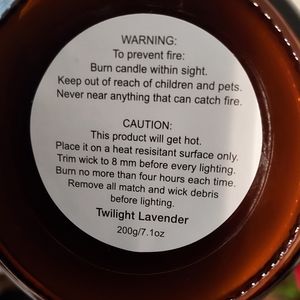 WARNING:
To prevent fire:
Burn candle within sight.
Keep out of reach of children and pets.
Never near anything that can catch fire.
CAUTION:
This product will get hot.
Place it on a heat resisitant surface only.
Trim wick to 8 mm before every lighting.
Burn no more than four hours each time.
Remove all match and wick debris
before lighting.
Twilight Lavender
200g/7.1oz